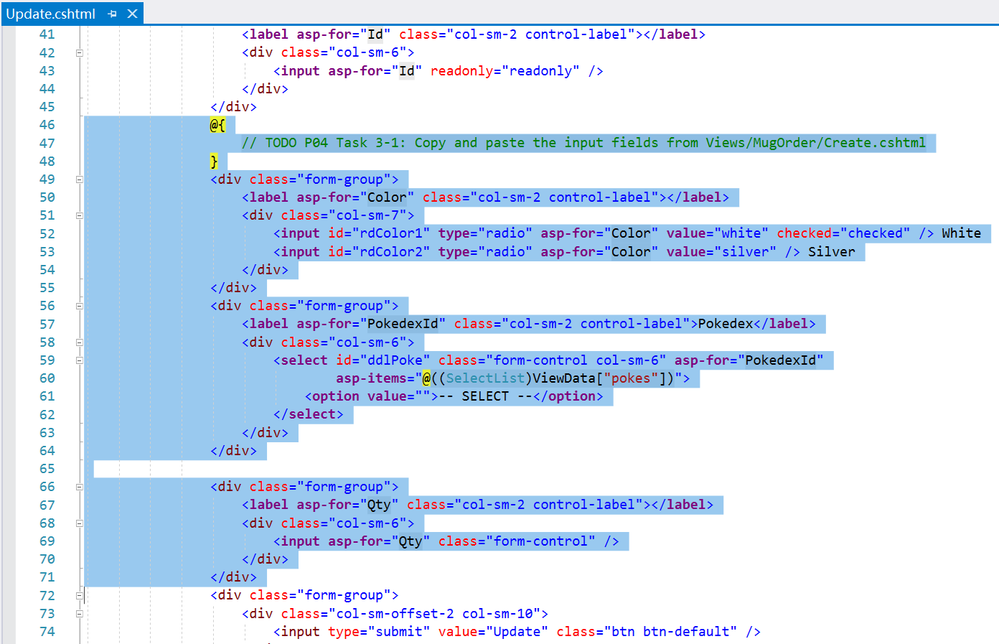 Update.cshtml
41 <label asp-for="Id" class="col-sm-2 control-label"></label>
42 <div class="col-sm-6">
43 <input asp-for="Id" readonly="readonly" />
44 </div>
45 </div>
46 @{
47 // TODO P04 Task 3-1: Copy and paste the input fields from Views/MugOrder/Create.cshtml
48 }
49 <div class="form-group">
50 <label asp-for="Color" class="col-sm-2 control-label"></label>
51 <div class="col-sm-7">
52 <input id="rdColor1" type="radio" asp-for="Color" value="white" checked="checked" /> White
53 <input id="rdColor2" type="radio" asp-for="Color" value="silver" /> Silver
54 </div>
55 </div>
56 <div class="form-group">
57 <label asp-for="PokedexId" class="col-sm-2 control-label">Pokedex</label>
58 <div class="col-sm-6">
59 <select id="ddlPoke" class="form-control col-sm-6" asp-for="PokedexId"
60 asp-items="@((SelectList)ViewData["pokes"])">
61 <option value="">-- SELECT --</option>
62 </select>
63 </div>
64 </div>
65
66 <div class="form-group">
67 <label asp-for="Qty" class="col-sm-2 control-label"></label>
68 <div class="col-sm-6">
69 <input asp-for="Qty" class="form-control" />
70 </div>
71 </div>
72 <div class="form-group">
73 <div class="col-sm-offset-2 col-sm-10">
74 <input type="submit" value="Update" class="btn btn-default" />